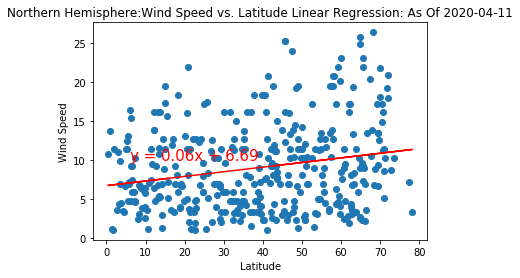 Northern Hemisphere:Wind Speed vs. Latitude Linear Regression: As Of 2020-04-11
25
20
15
10
5
0
Wind Speed
y = 0.06x + 6.69
0 10 20 30 40 50 60 70 80
Latitude